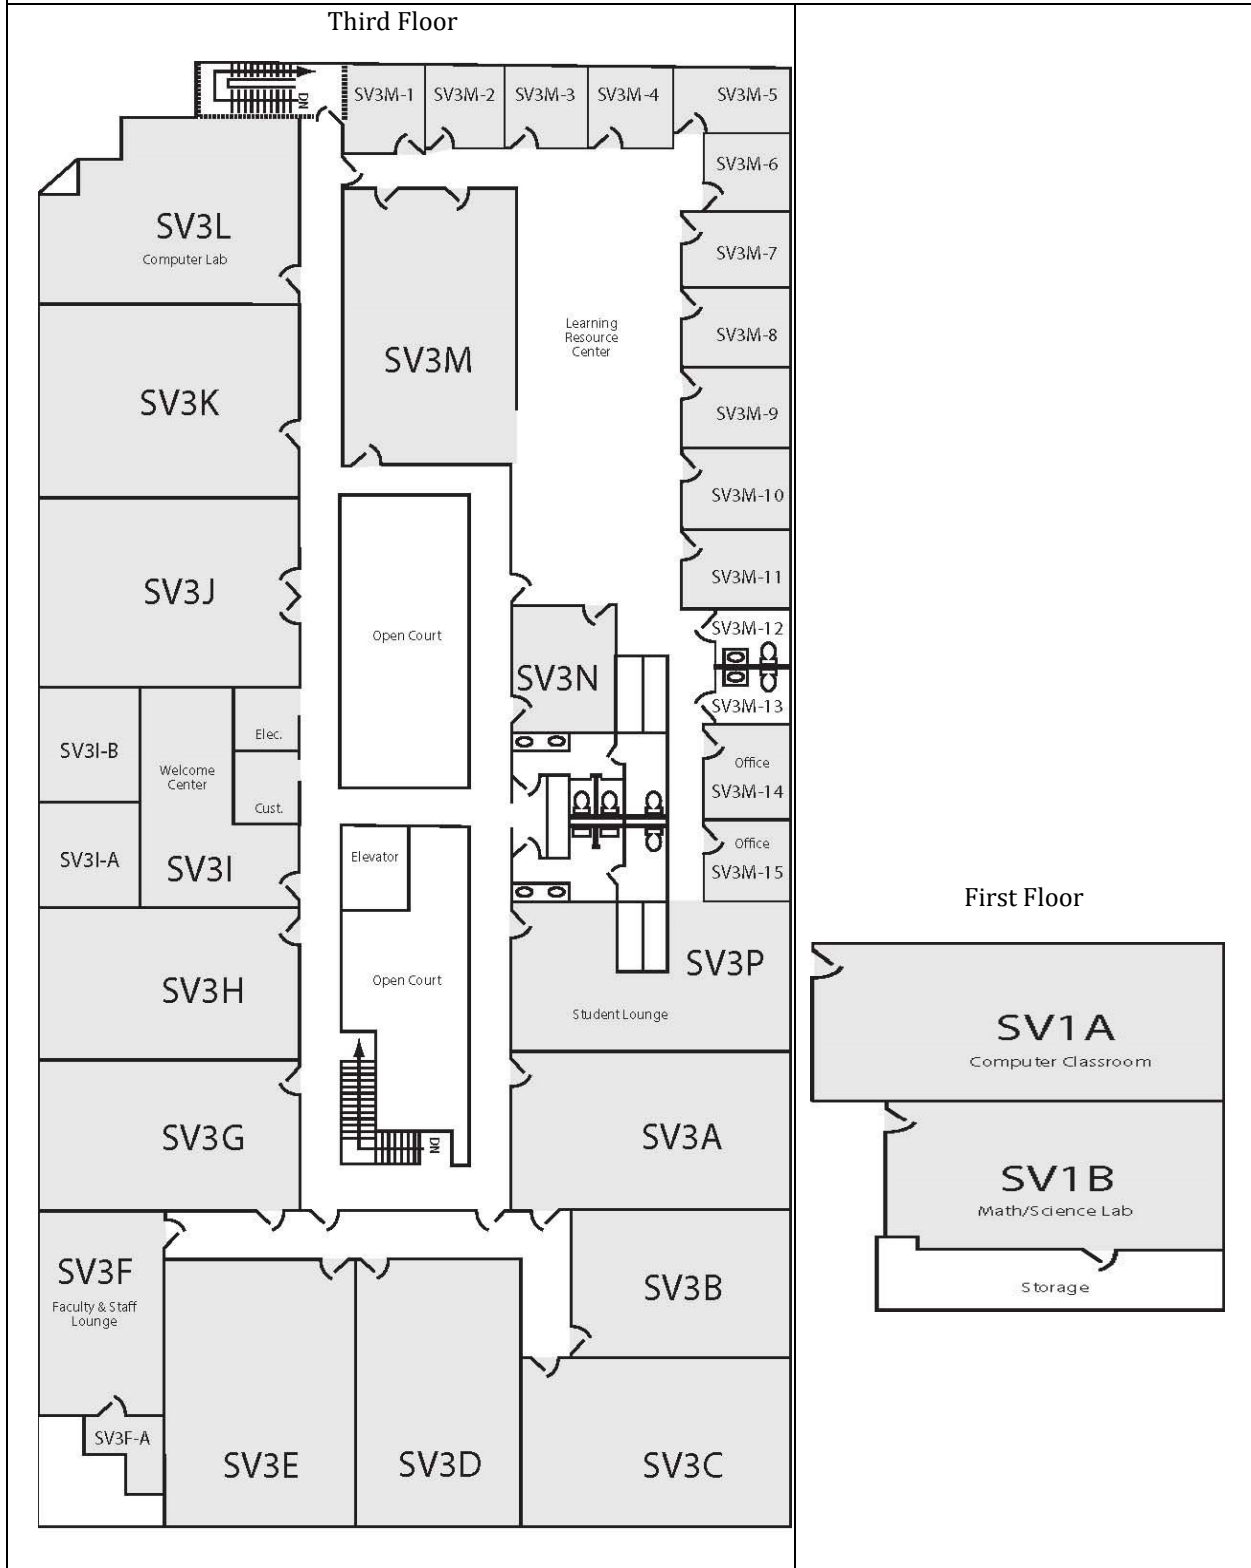 Third Floor
DN
SV3M-1
SV3M-2
SV3M-3
SV3M-4
SV3M-5
SV3M-6
SV3L
Computer Lab
SV3M-7
Learning
Resource
Center
SV3M-8
SV3M
SV3K
SV3M-9
SV3M-10
SV3M-11
SV3J
Open Court
SV3M-12
SV3N
SV3M-13
Elec.
SV3I-B
Welcome
Center
Office
SV3M-14
Cust.
SV3I-A
SV3I
Elevator
Office
SV3M-15
First Floor
SV3H
Open Court
SV3P
Student Lounge
SV1A
Computer Classroom
SV3G
DN
SV3A
SV1B
Math/Science Lab
SV3F
Faculty & Staff
Lounge
SV3B
Storage
SV3F-A
SV3E
SV3D
SV3C